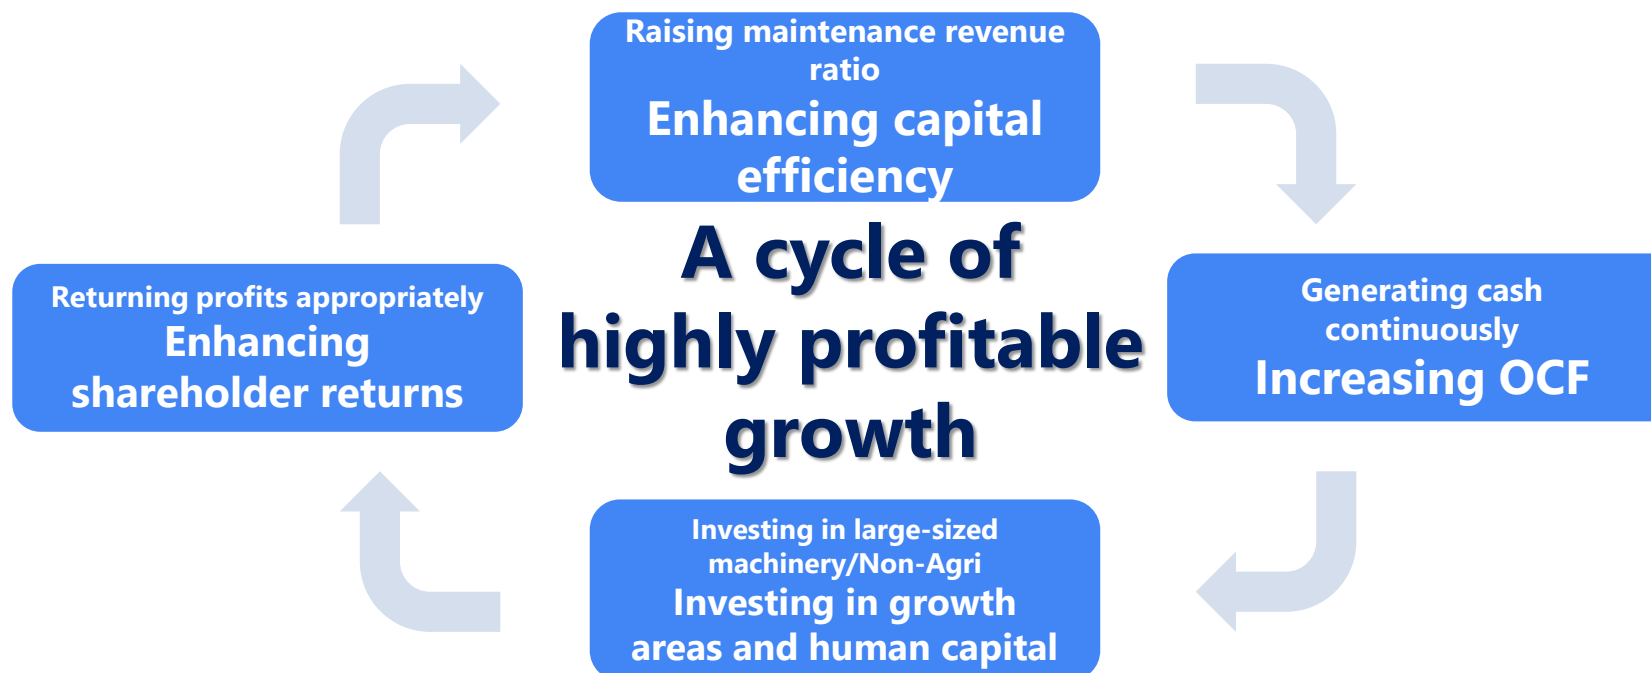 Raising maintenance revenue
ratio
Enhancing capital
efficiency
A cycle of
highly profitable
growth
Returning profits appropriately
Enhancing
shareholder returns
Generating cash
continuously
Increasing OCF
Investing in large-sized
machinery/Non-Agri
Investing in growth
areas and human capital